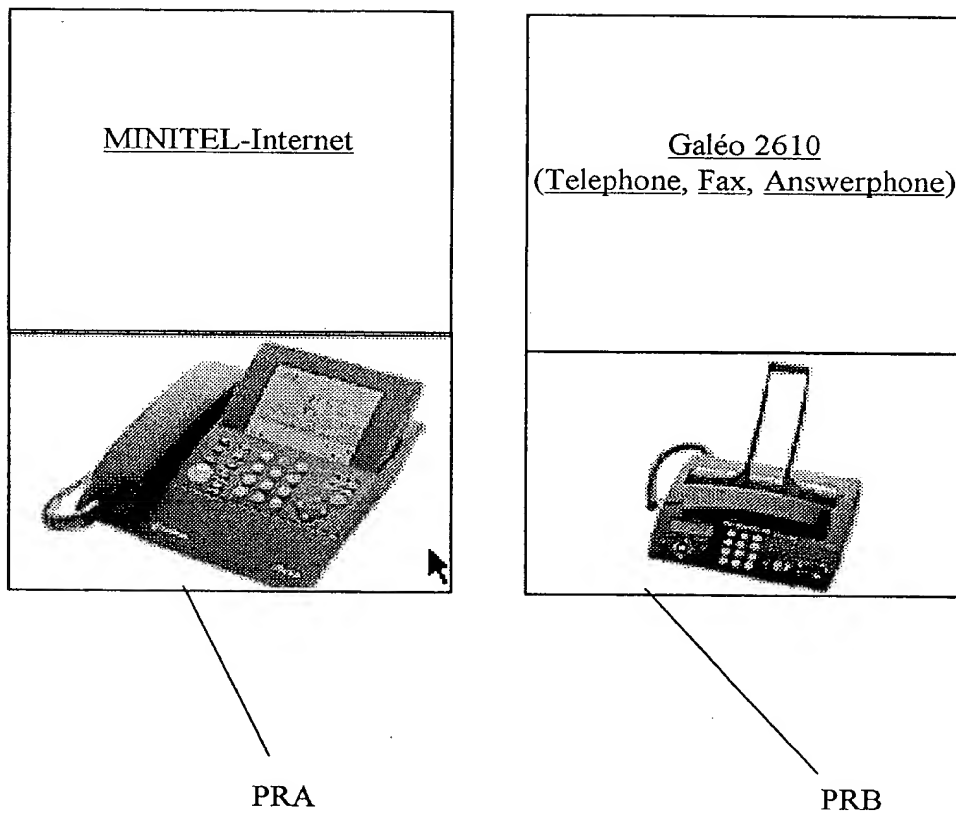 MINITEL-Internet
Galéo 2610
(Telephone, Fax, Answerphone)
PRA
PRB